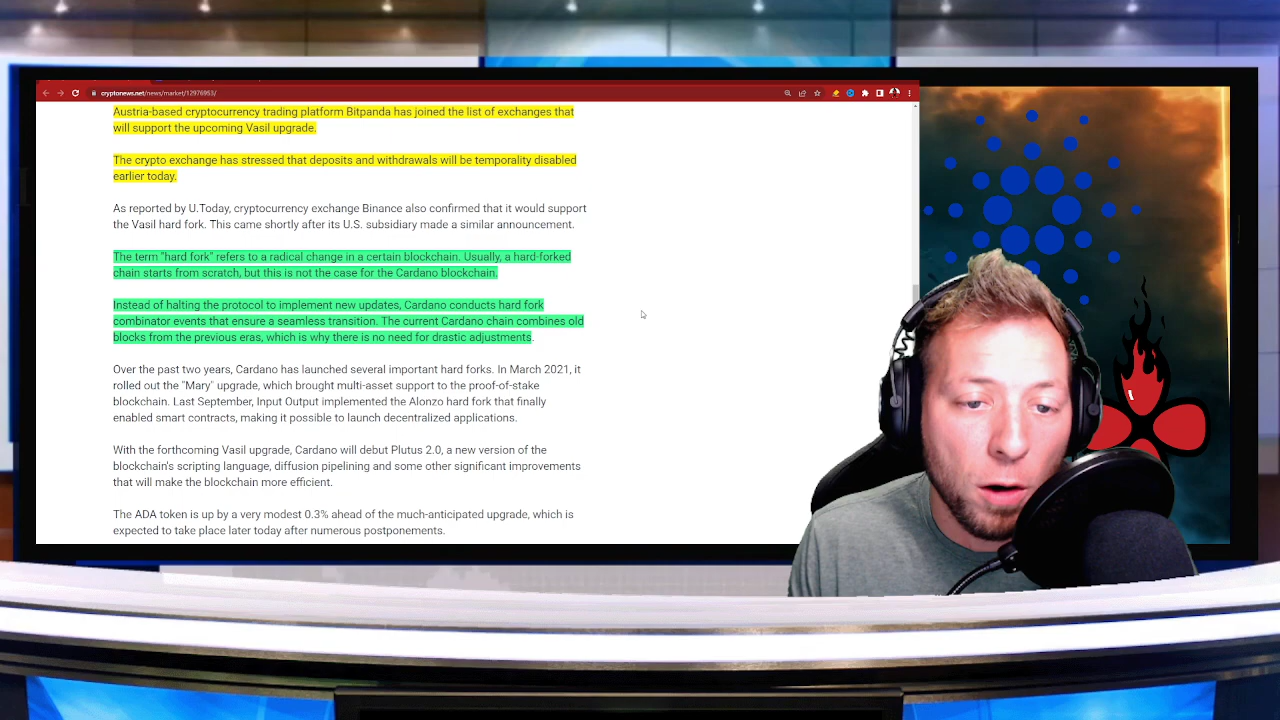 cryptonews.net/news/market/12976953/
Austria-based cryptocurrency trading platform Bitpanda has joined the list of exchanges that
will support the upcoming Vasil upgrade.
The crypto exchange has stressed that deposits and withdrawals will be temporality disabled
earlier today.
As reported by U.Today, cryptocurrency exchange Binance also confirmed that it would support
the Vasil hard fork. This came shortly after its U.S. subsidiary made a similar announcement.
The term "hard fork" refers to a radical change in a certain blockchain. Usually, a hard-forked
chain starts from scratch, but this is not the case for the Cardano blockchain.
Instead of halting the protocol to implement new updates, Cardano conducts hard fork
combinator events that ensure a seamless transition. The current Cardano chain combines old
blocks from the previous eras, which is why there is no need for drastic adjustments.
Over the past two years, Cardano has launched several important hard forks. In March 2021, it
rolled out the "Mary" upgrade, which brought multi-asset support to the proof-of-stake
blockchain. Last September, Input Output implemented the Alonzo hard fork that finally
enabled smart contracts, making it possible to launch decentralized applications.
With the forthcoming Vasil upgrade, Cardano will debut Plutus 2.0, a new version of the
blockchain's scripting language, diffusion pipelining and some other significant improvements
that will make the blockchain more efficient.
The ADA token is up by a very modest 0.3% ahead of the much-anticipated upgrade, which is
expected to take place later today after numerous postponements.